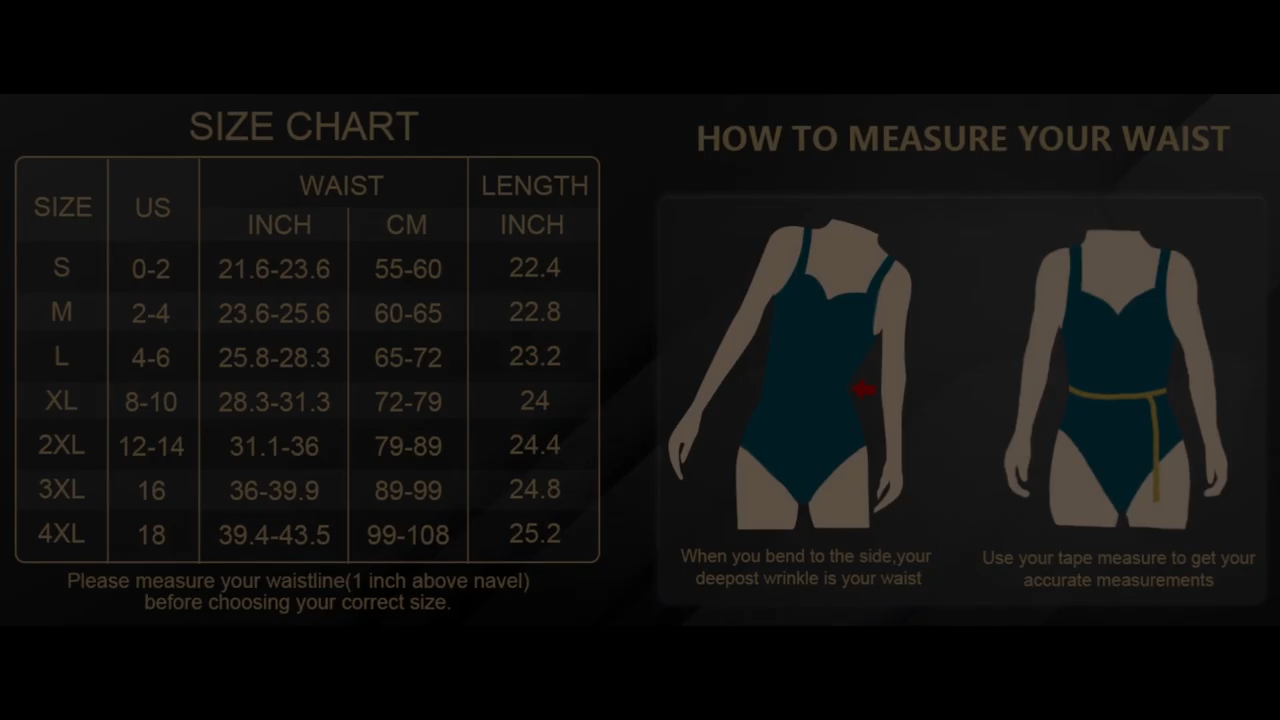 SIZE CHART
SIZE US WAIST LENGTH
INCH CM INCH
S 0-2 21.6-23.6 55-60 22.4
M 2-4 23.6-25.6 60-65 22.8
L 4-6 25.8-28.3 65-72 23.2
XL 8-10 28.3-31.3 72-79 24
2XL 12-14 31.1-36 79-89 24.4
3XL 16 36-39.9 89-99 24.8
4XL 18 39.4-43.5 99-108 25.2
Please measure your waistline(1 inch above navel)
before choosing your correct size.
HOW TO MEASURE YOUR WAIST
When you bend to the side,your
deepost wrinkle is your waist
Use your tape measure to get your
accurate measurements